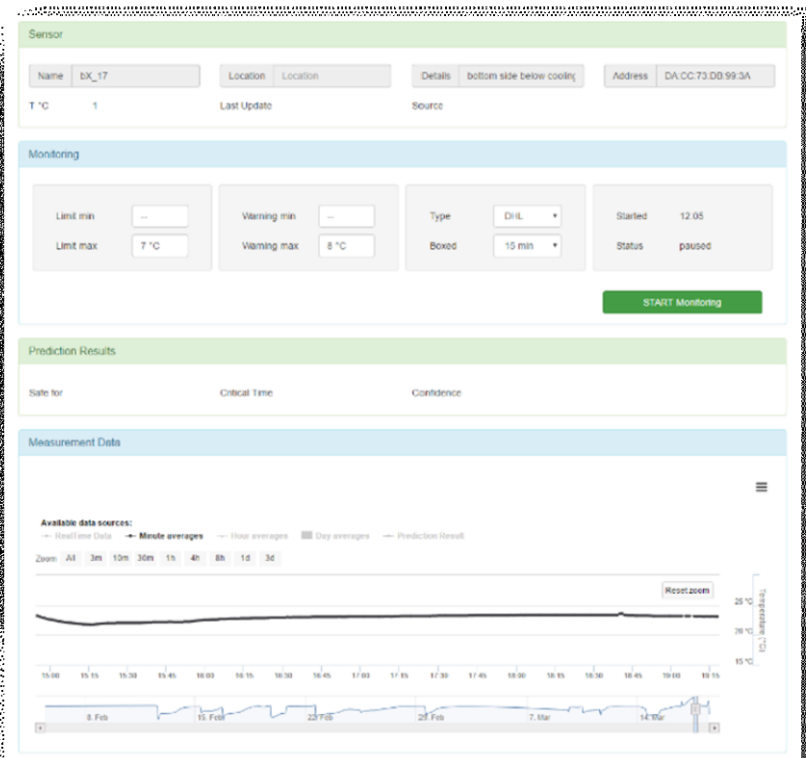 Sensor
Name bX_17 Location Location Details bottom side below cooling Address DA:CC:73:DB:99:3A
T °C 1 Last Update Source
Monitoring
Limit min -- Warning min -- Type DHL Started 12.05
Limit max 7 °C Warning max 8 °C Boxed 15 min Status paused
START Monitoring
Prediction Results
Safe for Critical Time Confidence
Measurement Data
Available data sources:
RealTime Data Minute averages Hour averages Day averages Prediction Result
Zoom All 3m 10m 30m 1h 4h 8h 1d 3d
Reset zoom
25 °C
20 °C
15 °C
Temperature (°C)
15:00 15:15 15:30 15:45 16:00 16:15 16:30 16:45 17:00 17:15 17:30 17:45 18:00 18:15 18:30 18:45 19:00 19:15
8. Feb 15. Feb 22. Feb 7. Mar 14. Mar